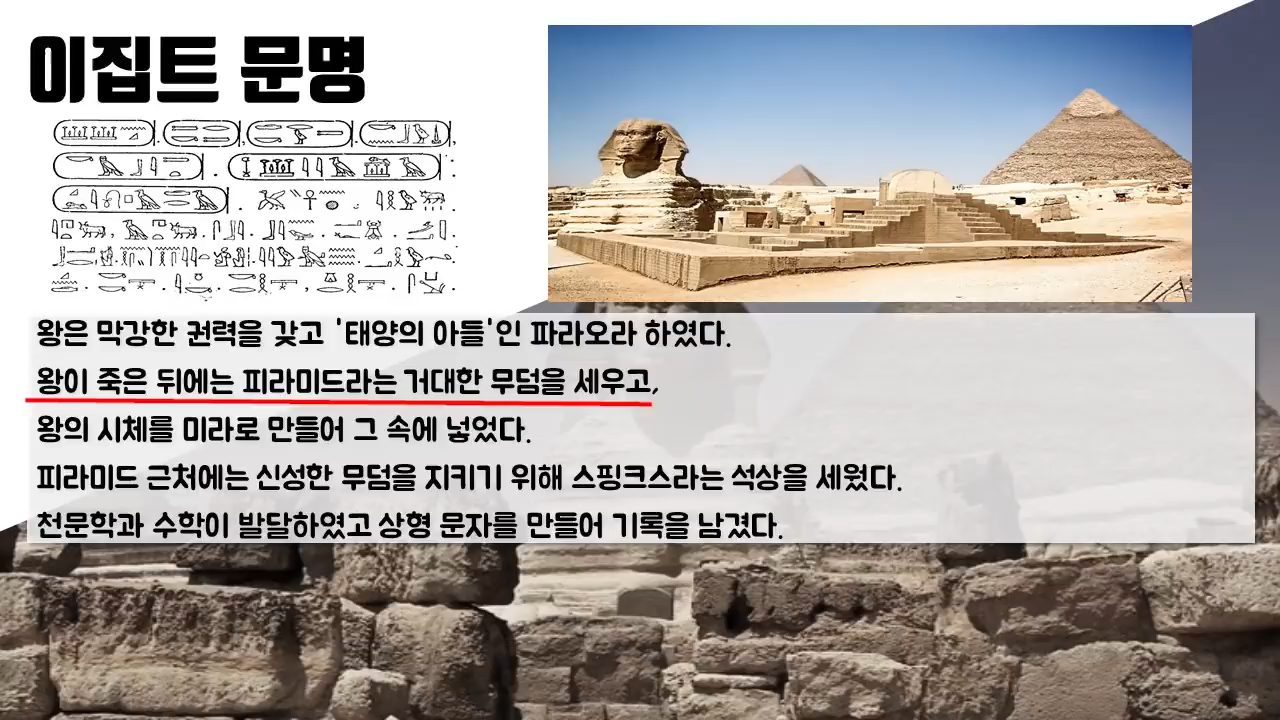 이집트 문명
왕은 막강한 권력을 갖고 '태양의 아들'인 파라오라 하였다.
왕이 죽은 뒤에는 피라미드라는 거대한 무덤을 세우고,
왕의 시체를 미라로 만들어 그 속에 넣었다.
피라미드 근처에는 신성한 무덤을 지키기 위해 스핑크스라는 석상을 세웠다.
천문학과 수학이 발달하였고 상형 문자를 만들어 기록을 남겼다.